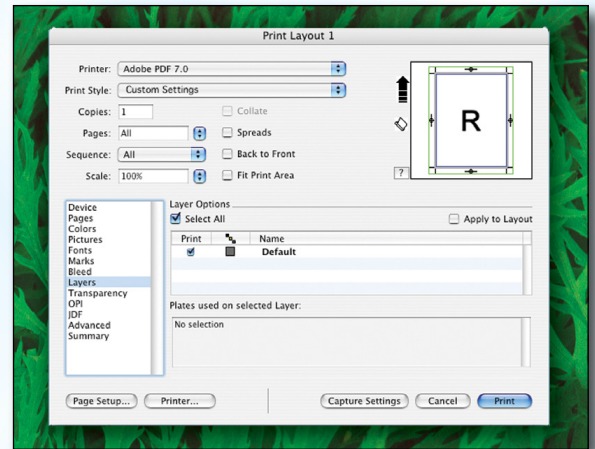 Print Layout 1
Printer: Adobe PDF 7.0
Print Style: Custom Settings
Copies: 1 Collate
Pages: All Spreads
Sequence: All Back to Front
Scale: 100% Fit Print Area
R
?
Device
Pages
Colors
Pictures
Fonts
Marks
Bleed
Layers
Transparency
OPI
JDF
Advanced
Summary
Layer Options
Select All Apply to Layout
Print Name
Default
Plates used on selected Layer:
No selection
Page Setup... Printer... Capture Settings Cancel Print